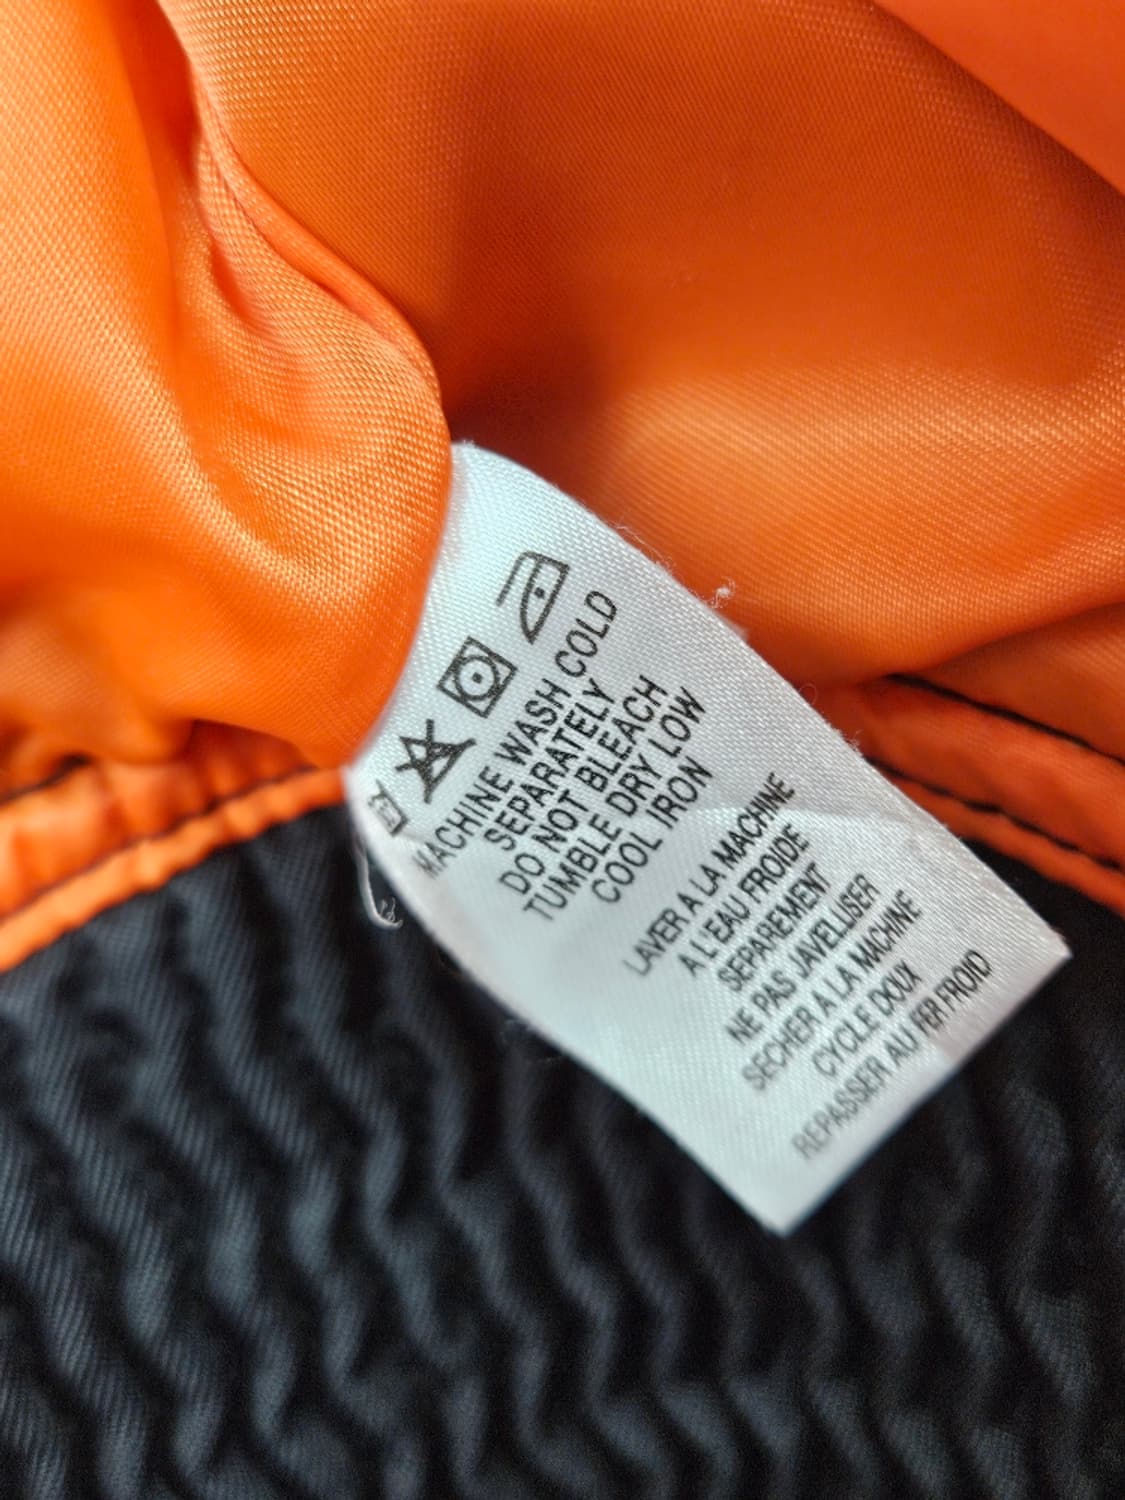 MACHINE WASH COLD
SEPARATELY
DO NOT BLEACH
TUMBLE DRY LOW
COOL IRON
LAVER A LA MACHINE
A L'EAU FROIDE
SEPAREMENT
NE PAS JAVELLISER
SECHER A LA MACHINE
CYCLE DOUX
REPASSER AU FER FROID